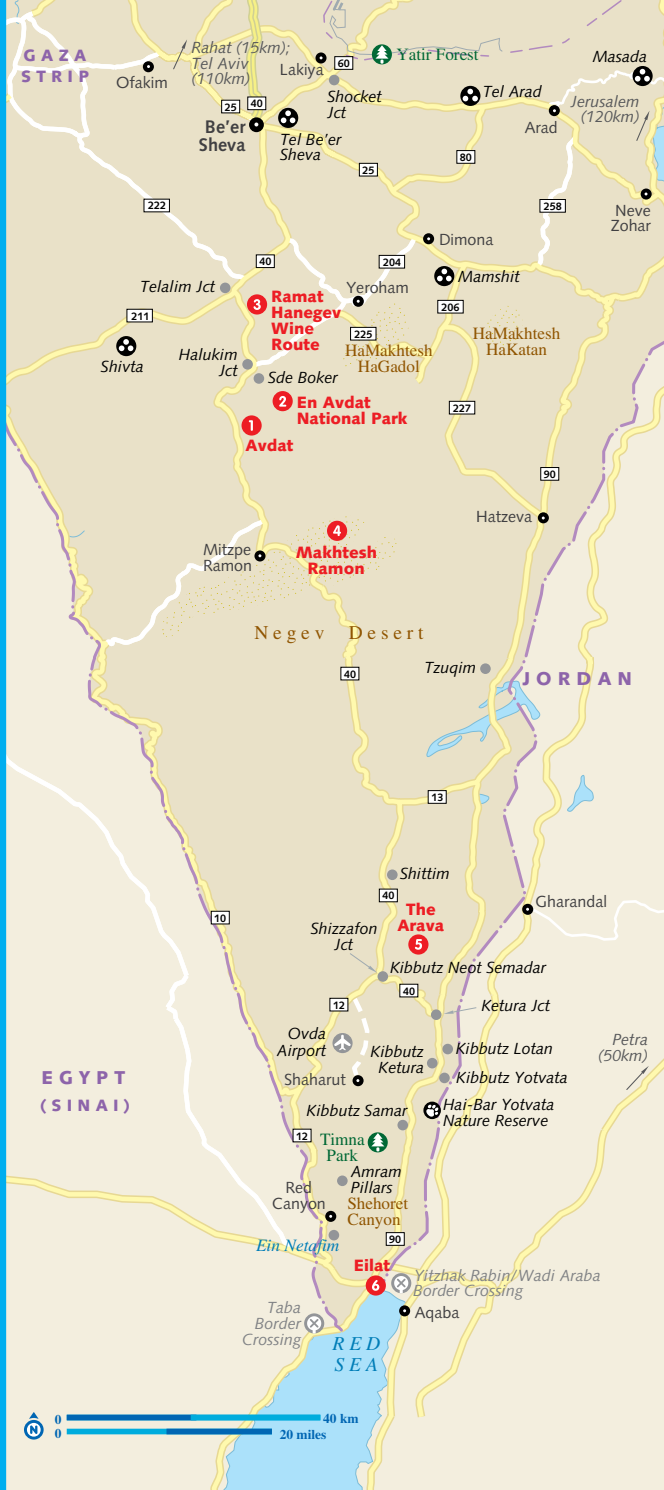 GAZA
STRIP
Rahat (15km);
Tel Aviv
(110km)
Ofakim
Lakiya
60
Yatir Forest
Masada
Shocket
Jct
Tel Arad
Jerusalem
(120km)
Arad
25
40
Be'er
Sheva
Tel Be'er
Sheva
80
25
222
258
Neve
Zohar
Dimona
40
204
Mamshit
Telalim Jct
3
Ramat
Hanegev
Wine
Route
Yeroham
206
211
225
HaMakhtesh
HaGadol
HaMakhtesh
HaKatan
Shivta
Halukim
Jct
Sde Boker
2
En Avdat
National Park
1
Avdat
227
90
Hatzeva
4
Makhtesh
Ramon
Mitzpe
Ramon
Negev Desert
Tzuqim
40
JORDAN
13
Shittim
40
The
Arava
5
Gharandal
10
Shizzafon
Jct
Kibbutz Neot Semadar
40
12
Ketura Jct
Ovda
Airport
Kibbutz
Ketura
Kibbutz Lotan
Petra
(50km)
Shaharut
Kibbutz Yotvata
EGYPT
(SINAI)
Kibbutz Samar
Hai-Bar Yotvata
Nature Reserve
12
Timna
Park
Amram
Pillars
Red
Canyon
Shehoret
Canyon
Ein Netafim
90
Eilat
6
Yitzhak Rabin/Wadi Araba
Border Crossing
Taba
Border
Crossing
Aqaba
RED
SEA
N
0
40 km
0
20 miles